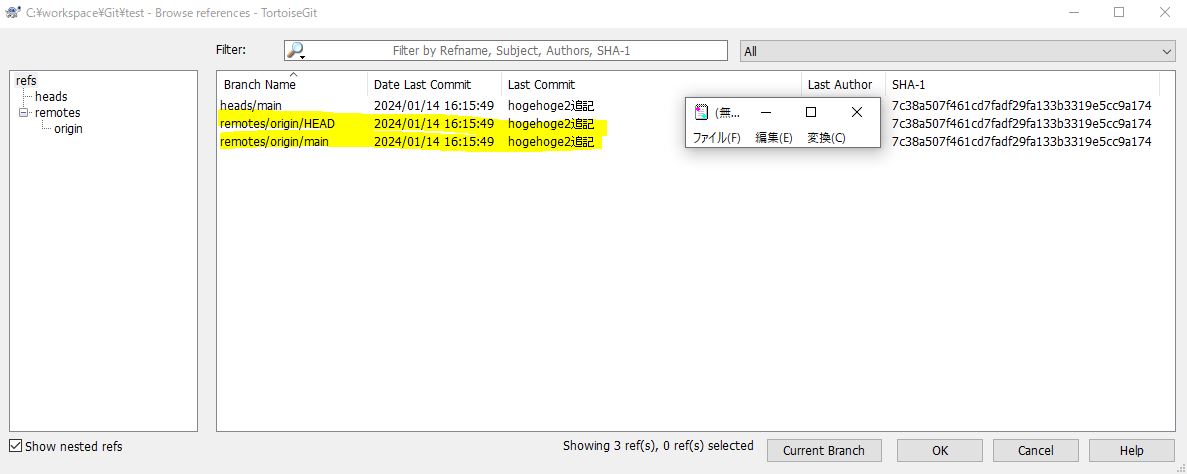 C:¥workspace¥Git¥test - Browse references - TortoiseGit
Filter:
Filter by Refname, Subject, Authors, SHA-1
All
refs
heads
remotes
origin
Branch Name Date Last Commit Last Commit Last Author SHA-1
heads/main 2024/01/14 16:15:49 hogehoge2追記 7c38a507f461cd7fadf29fa133b3319e5cc9a174
remotes/origin/HEAD 2024/01/14 16:15:49 hogehoge2追記 7c38a507f461cd7fadf29fa133b3319e5cc9a174
remotes/origin/main 2024/01/14 16:15:49 hogehoge2追記 7c38a507f461cd7fadf29fa133b3319e5cc9a174
(無...
ファイル(F) 編集(E) 変換(C)
Show nested refs
Showing 3 ref(s), 0 ref(s) selected
Current Branch
OK
Cancel
Help